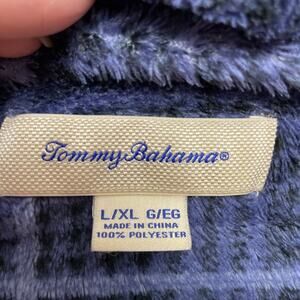 Tommy Bahama®
L/XL G/EG
MADE IN CHINA
100% POLYESTER